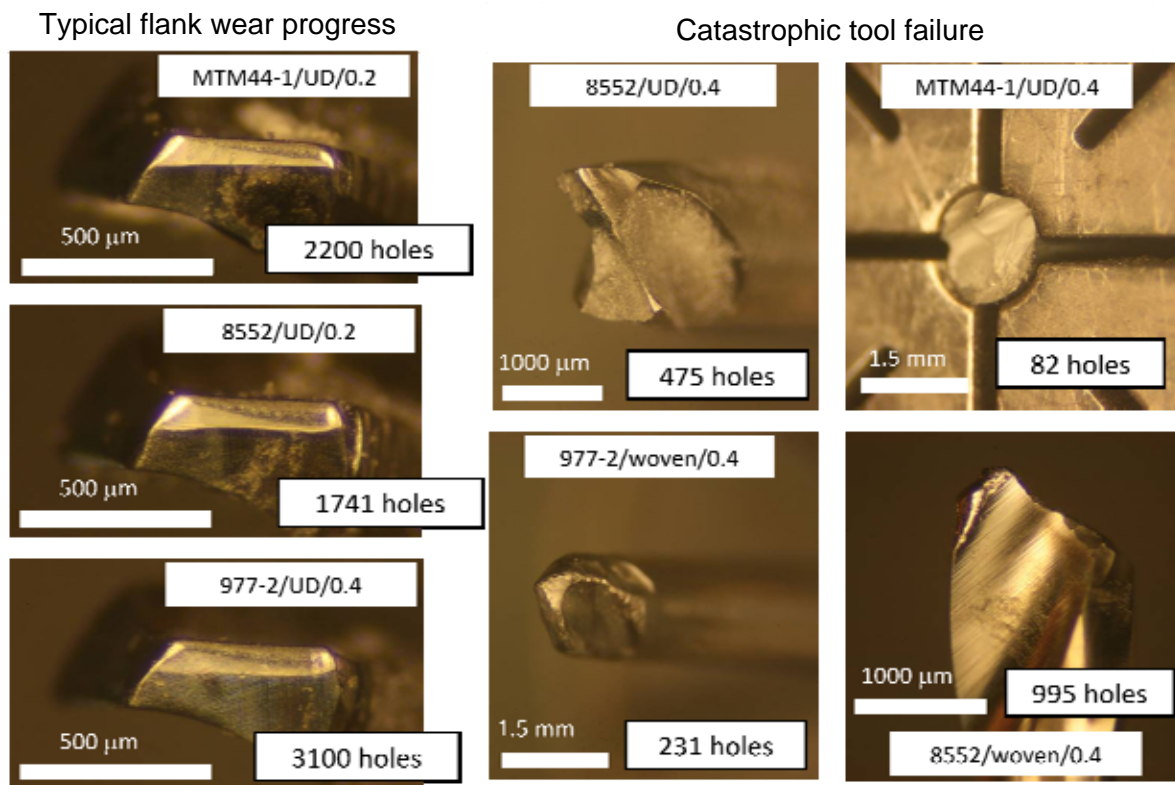 Typical flank wear progress
MTM44-1/UD/0.2
500 μm
2200 holes
8552/UD/0.2
500 μm
1741 holes
977-2/UD/0.4
500 μm
3100 holes
Catastrophic tool failure
8552/UD/0.4
1000 μm
475 holes
MTM44-1/UD/0.4
1.5 mm
82 holes
977-2/woven/0.4
1.5 mm
231 holes
1000 μm
995 holes
8552/woven/0.4